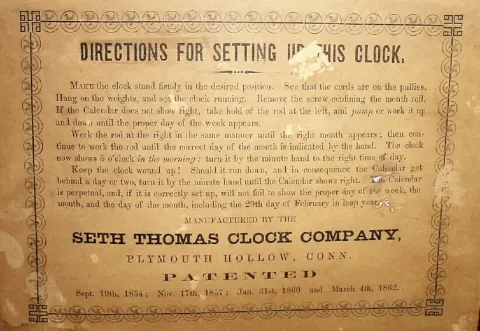 DIRECTIONS FOR SETTING UP THIS CLOCK.
MAKE the clock stand firmly in the desired position. See that the cords are on the pullies.
Hang on the weights, and set the clock running. Remove the screw confining the month roll.
If the Calendar does not show right, take hold of the rod at the left, and pump or work it up
and down until the proper day of the week appears.
Work the rod at the right in the same manner until the right month appears; then con-
tinue to work the rod until the correct day of the month is indicated by the hand. The clock
now shows 5 o'clock in the morning: turn it by the minute hand to the right time of day.
Keep the clock wound up! Should it run down, and in consequence the Calendar get
behind a day or two, turn it by the minute hand until the Calendar shows right. Calendar
is perpetual, and, if it is correctly set up, will not fail to show the proper day of the week, the
month, and the day of the month, including the 29th day of February in leap year.
MANUFACTURED BY THE
SETH THOMAS CLOCK COMPANY,
PLYMOUTH HOLLOW, CONN.
PATENTED
Sept. 19th, 1854; Nov. 17th, 1857; Jan. 31st, 1860 and March 4th, 1862.